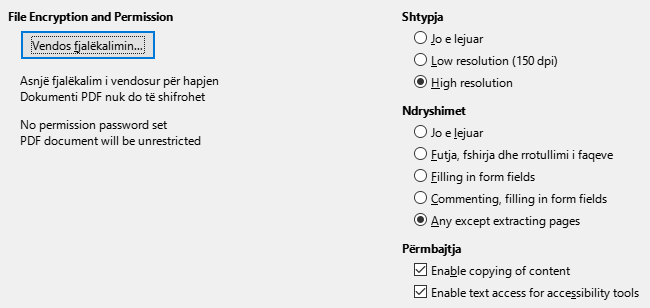 File Encryption and Permission
Vendos fjalëkalimin...
Asnjë fjalëkalim i vendosur për hapjen
Dokumenti PDF nuk do të shifrohet
No permission password set
PDF document will be unrestricted
Shtypja
Jo e lejuar
Low resolution (150 dpi)
High resolution
Ndryshimet
Jo e lejuar
Futja, fshirja dhe rrotullimi i faqeve
Filling in form fields
Commenting, filling in form fields
Any except extracting pages
Përmbajtja
Enable copying of content
Enable text access for accessibility tools